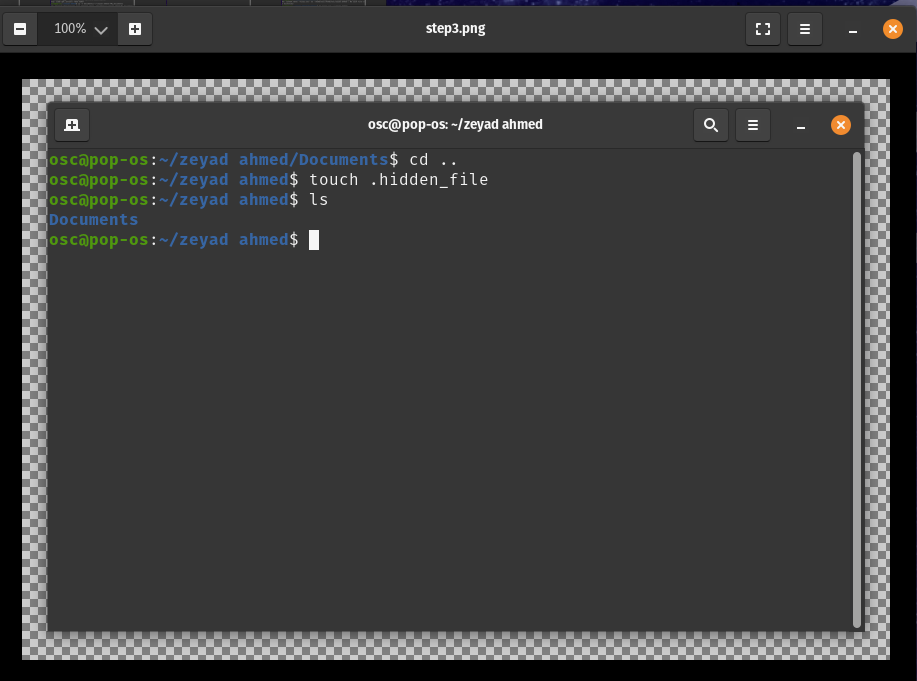 100%
step3.png
osc@pop-os: ~/zeyad ahmed
osc@pop-os:~/zeyad ahmed/Documents$ cd ..
osc@pop-os:~/zeyad ahmed$ touch .hidden_file
osc@pop-os:~/zeyad ahmed$ ls
Documents
osc@pop-os:~/zeyad ahmed$